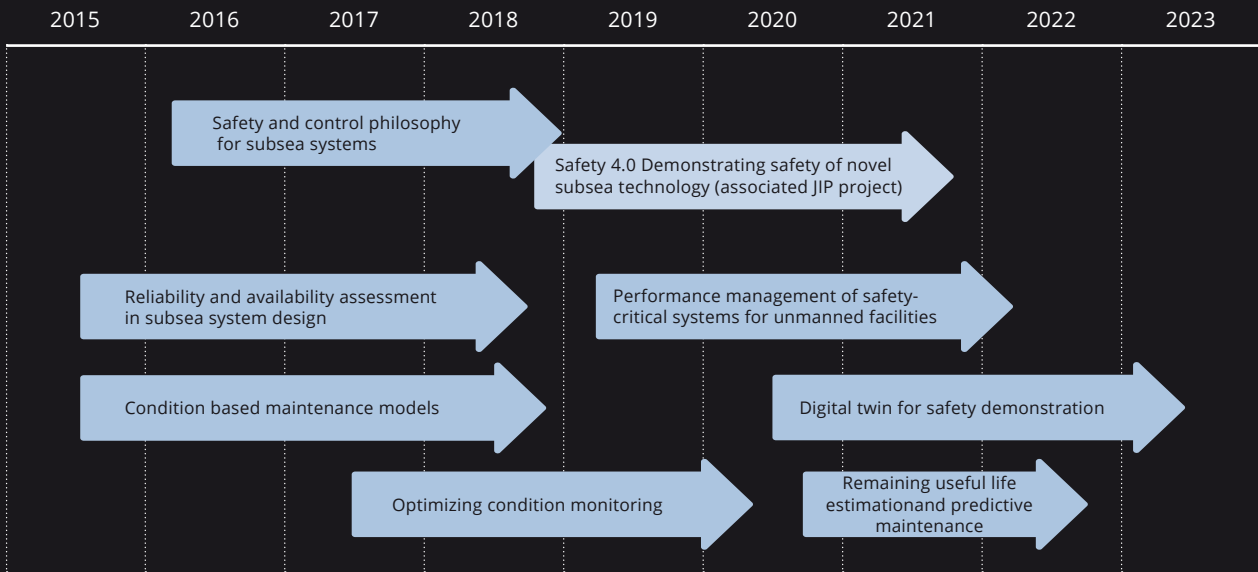 2015 2016 2017 2018 2019 2020 2021 2022 2023
Safety and control philosophy
for subsea systems
Safety 4.0 Demonstrating safety of novel
subsea technology (associated JIP project)
Reliability and availability assessment
in subsea system design
Performance management of safety-
critical systems for unmanned facilities
Condition based maintenance models
Digital twin for safety demonstration
Optimizing condition monitoring
Remaining useful life
estimationand predictive
maintenance